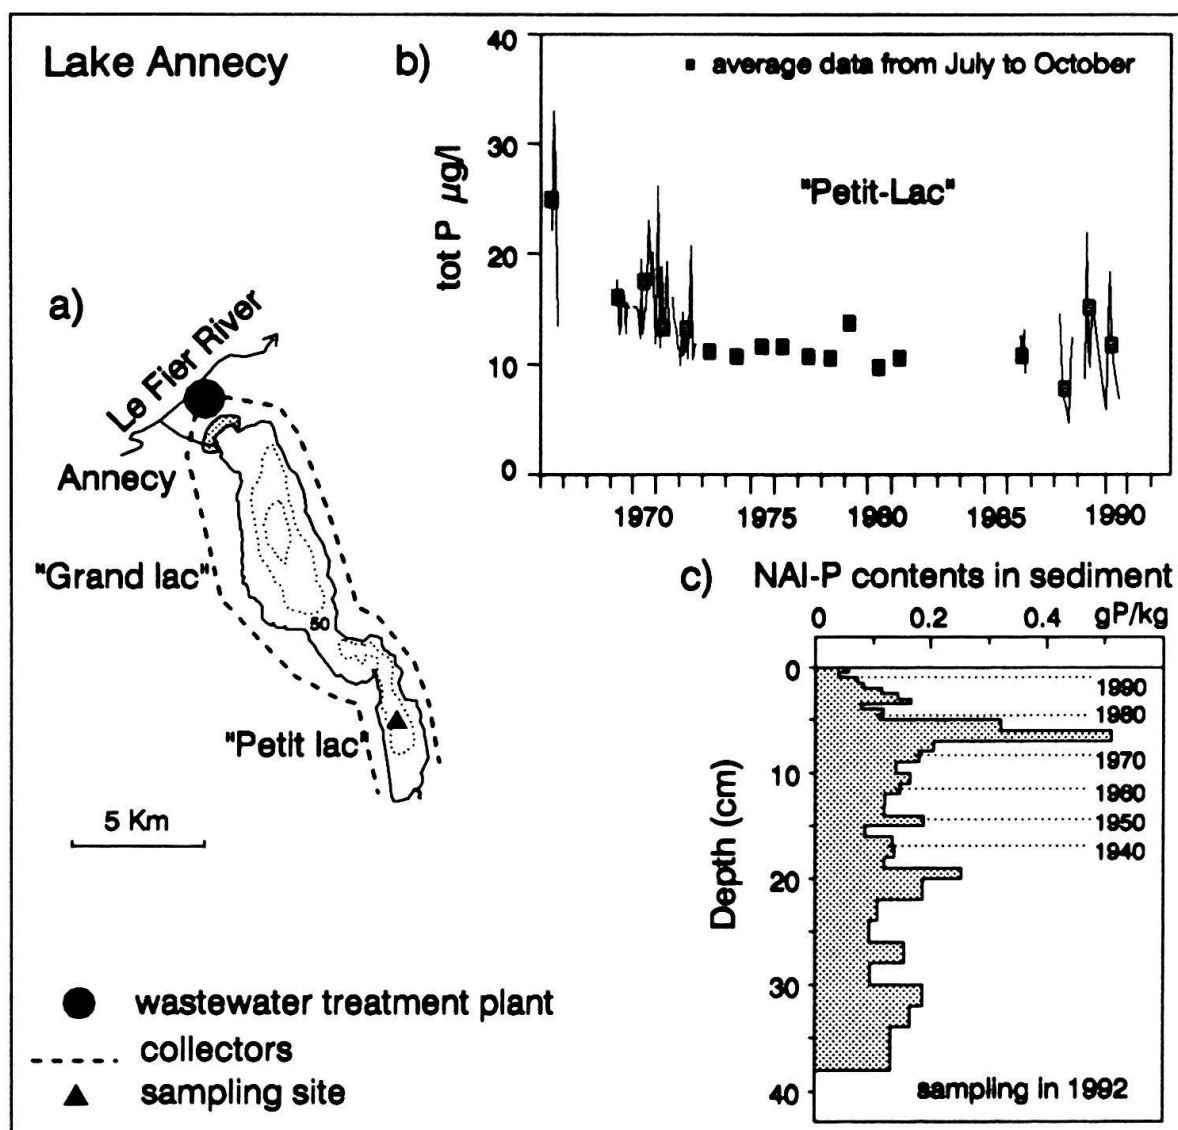 Lake Annecy
a)
Le Fier River
Annecy
"Grand lac"
50
"Petit lac"
5 Km
wastewater treatment plant
collectors
sampling site
b)
average data from July to October
"Petit-Lac"
tot P µg/l
40
30
20
10
0
1970 1975 1980 1985 1990
c) NAI-P contents in sediment
0 0.2 0.4 gP/kg
Depth (cm)
0
10
20
30
40
1990
1980
1970
1960
1950
1940
sampling in 1992